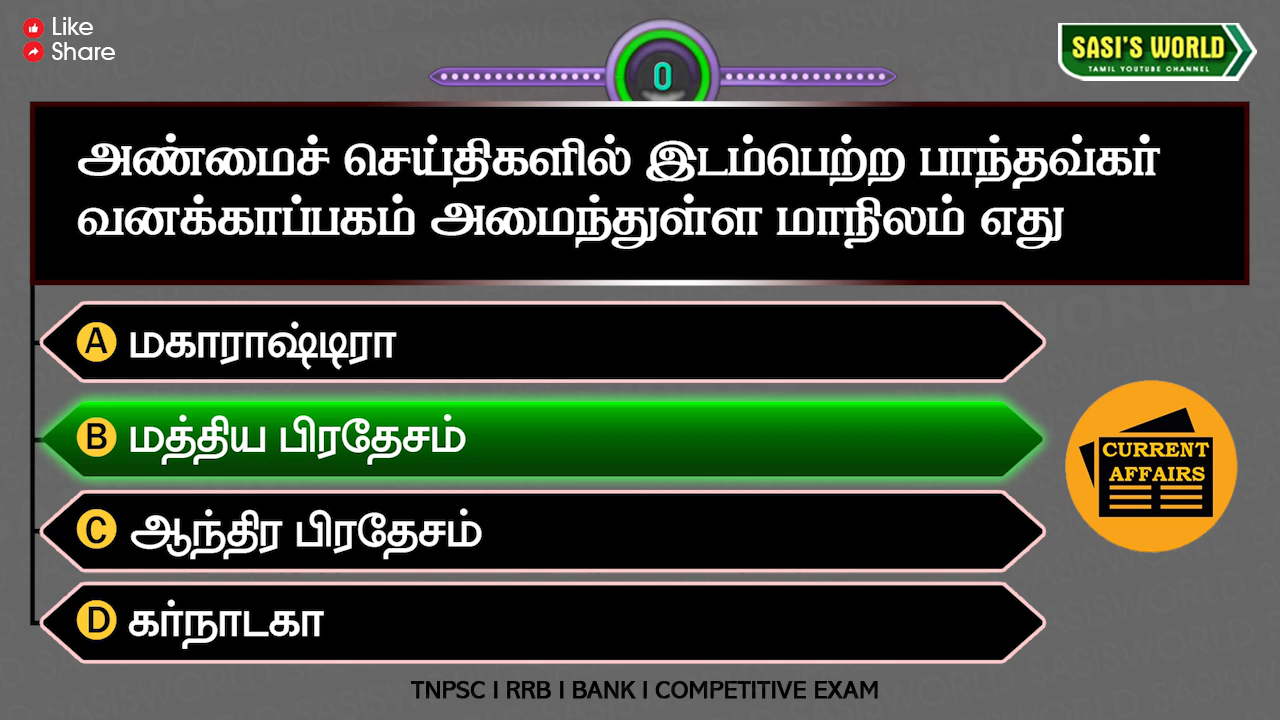 Like
Share
0
SASI'S WORLD
TAMIL YOUTUBE CHANNEL
அண்மைச் செய்திகளில் இடம்பெற்ற பாந்தவ்கர்
வனக்காப்பகம் அமைந்துள்ள மாநிலம் எது
A மகாராஷ்டிரா
B மத்திய பிரதேசம்
CURRENT
AFFAIRS
C ஆந்திர பிரதேசம்
D கர்நாடகா
TNPSC I RRB I BANK I COMPETITIVE EXAM